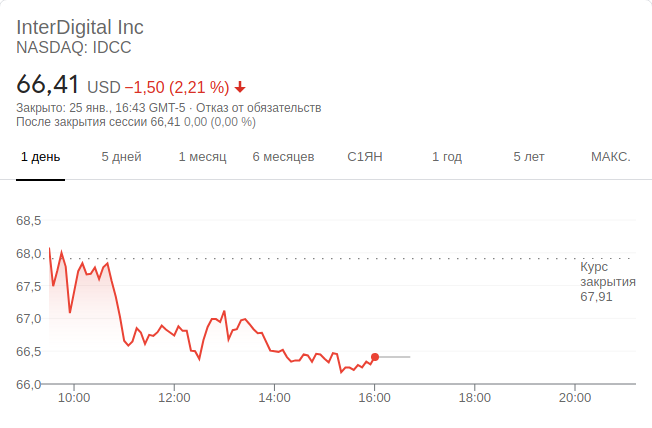 InterDigital Inc
NASDAQ: IDCC
66,41 USD −1,50 (2,21 %)
Закрыто: 25 янв., 16:43 GMT-5 · Отказ от обязательств
После закрытия сессии 66,41 0,00 (0,00 %)
1 день 5 дней 1 месяц 6 месяцев С1ЯН 1 год 5 лет МАКС.
68,5
68,0
67,5
67,0
66,5
66,0
Курс
закрытия
67,91
10:00 12:00 14:00 16:00 18:00 20:00